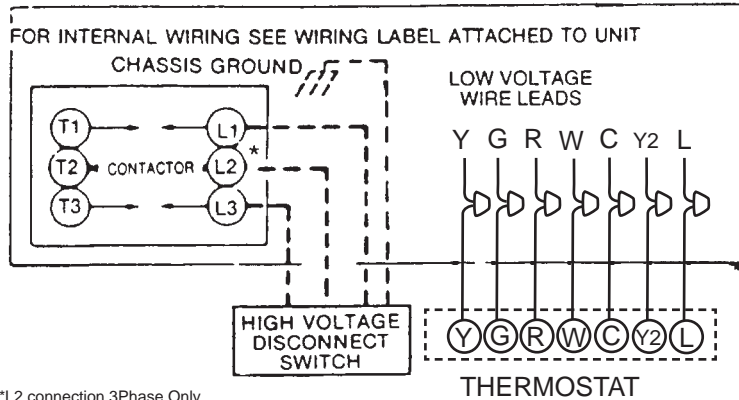 FOR INTERNAL WIRING SEE WIRING LABEL ATTACHED TO UNIT
CHASSIS GROUND
LOW VOLTAGE
WIRE LEADS
Y G R W C Y2 L
T1 L1
*
T2 CONTACTOR L2
T3 L3
HIGH VOLTAGE
DISCONNECT
SWITCH
Y G R W C Y2 L
THERMOSTAT
*L2 connection 3Phase Only